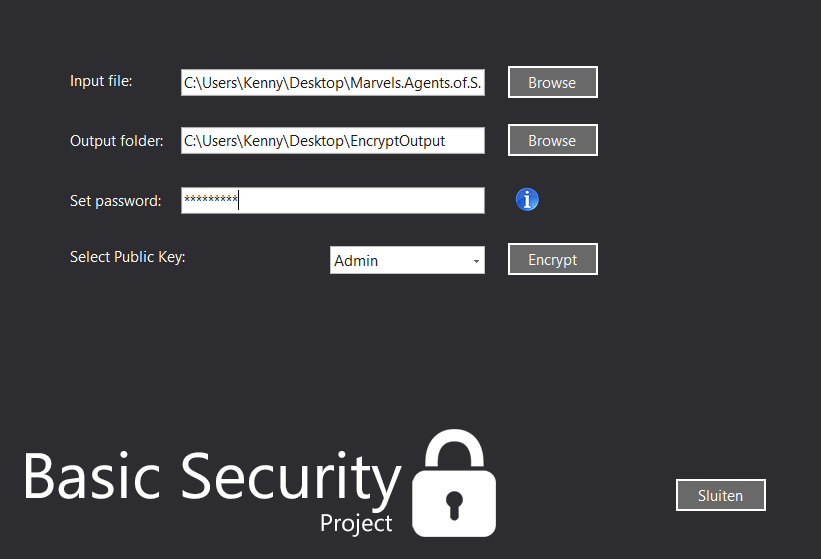 Input file: C:\Users\Kenny\Desktop\Marvels.Agents.of.S. Browse
Output folder: C:\Users\Kenny\Desktop\EncryptOutput Browse
Set password: ********* i
Select Public Key: Admin Encrypt
Basic Security
Project
Sluiten